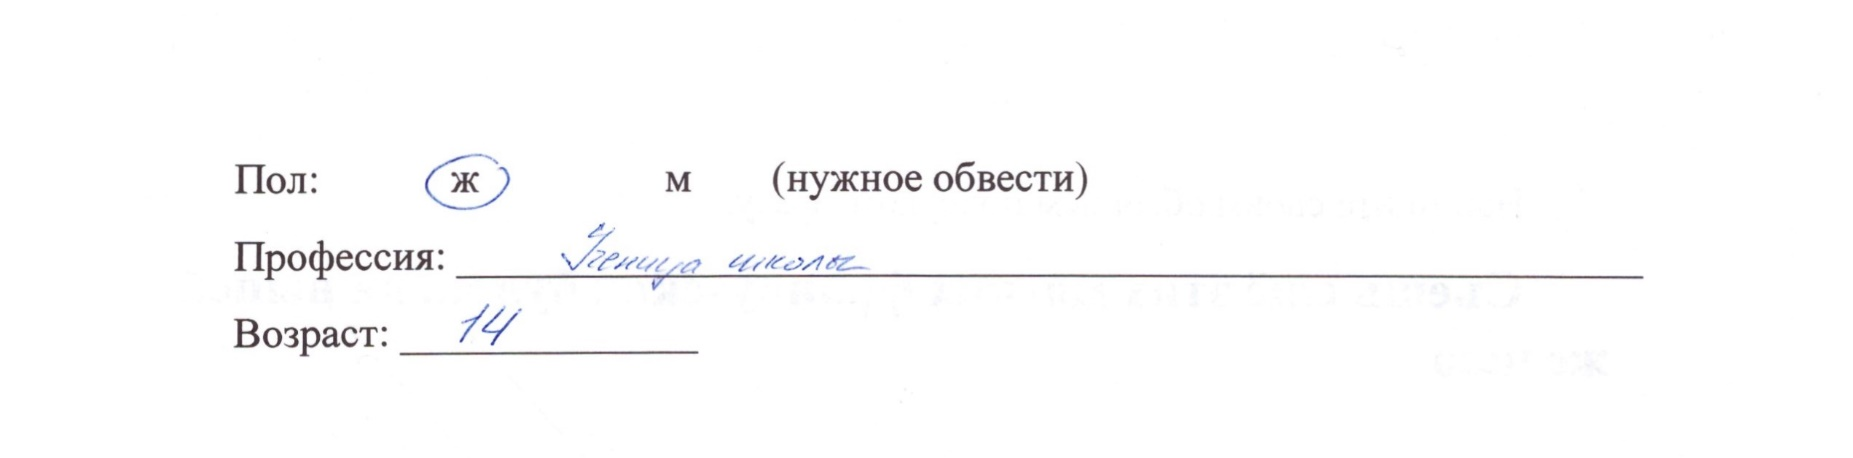 Пол: ж м (нужное обвести)
Профессия: Ученица школы
Возраст: 14